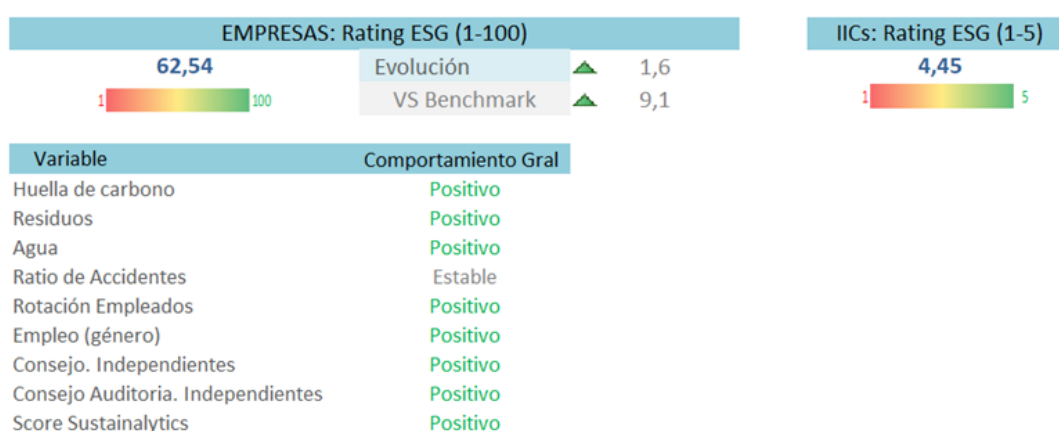 EMPRESAS: Rating ESG (1-100)
IICs: Rating ESG (1-5)
62,54
Evolución 1,6
4,45
1 100
VS Benchmark 9,1
1 5
Variable Comportamiento Gral
Huella de carbono Positivo
Residuos Positivo
Agua Positivo
Ratio de Accidentes Estable
Rotación Empleados Positivo
Empleo (género) Positivo
Consejo. Independientes Positivo
Consejo Auditoria. Independientes Positivo
Score Sustainalytics Positivo